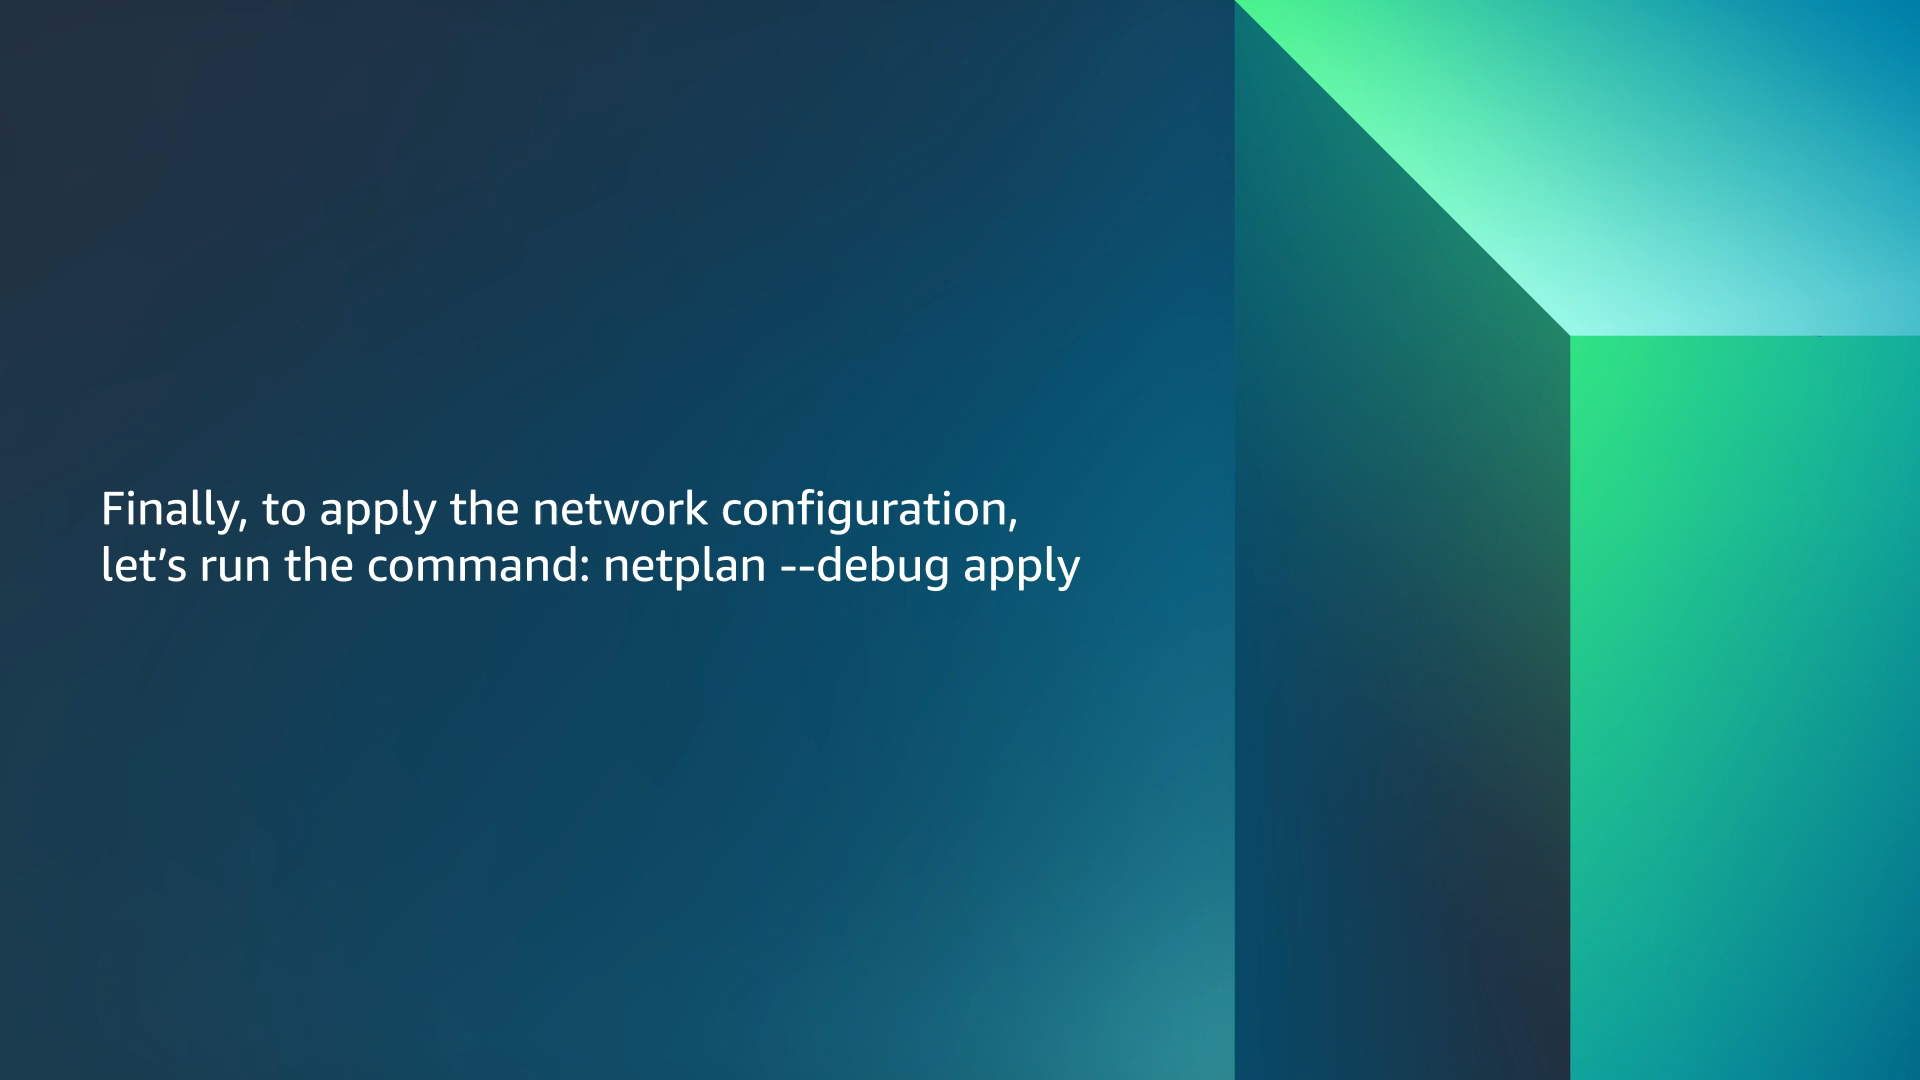 Finally, to apply the network configuration,
let’s run the command: netplan --debug apply